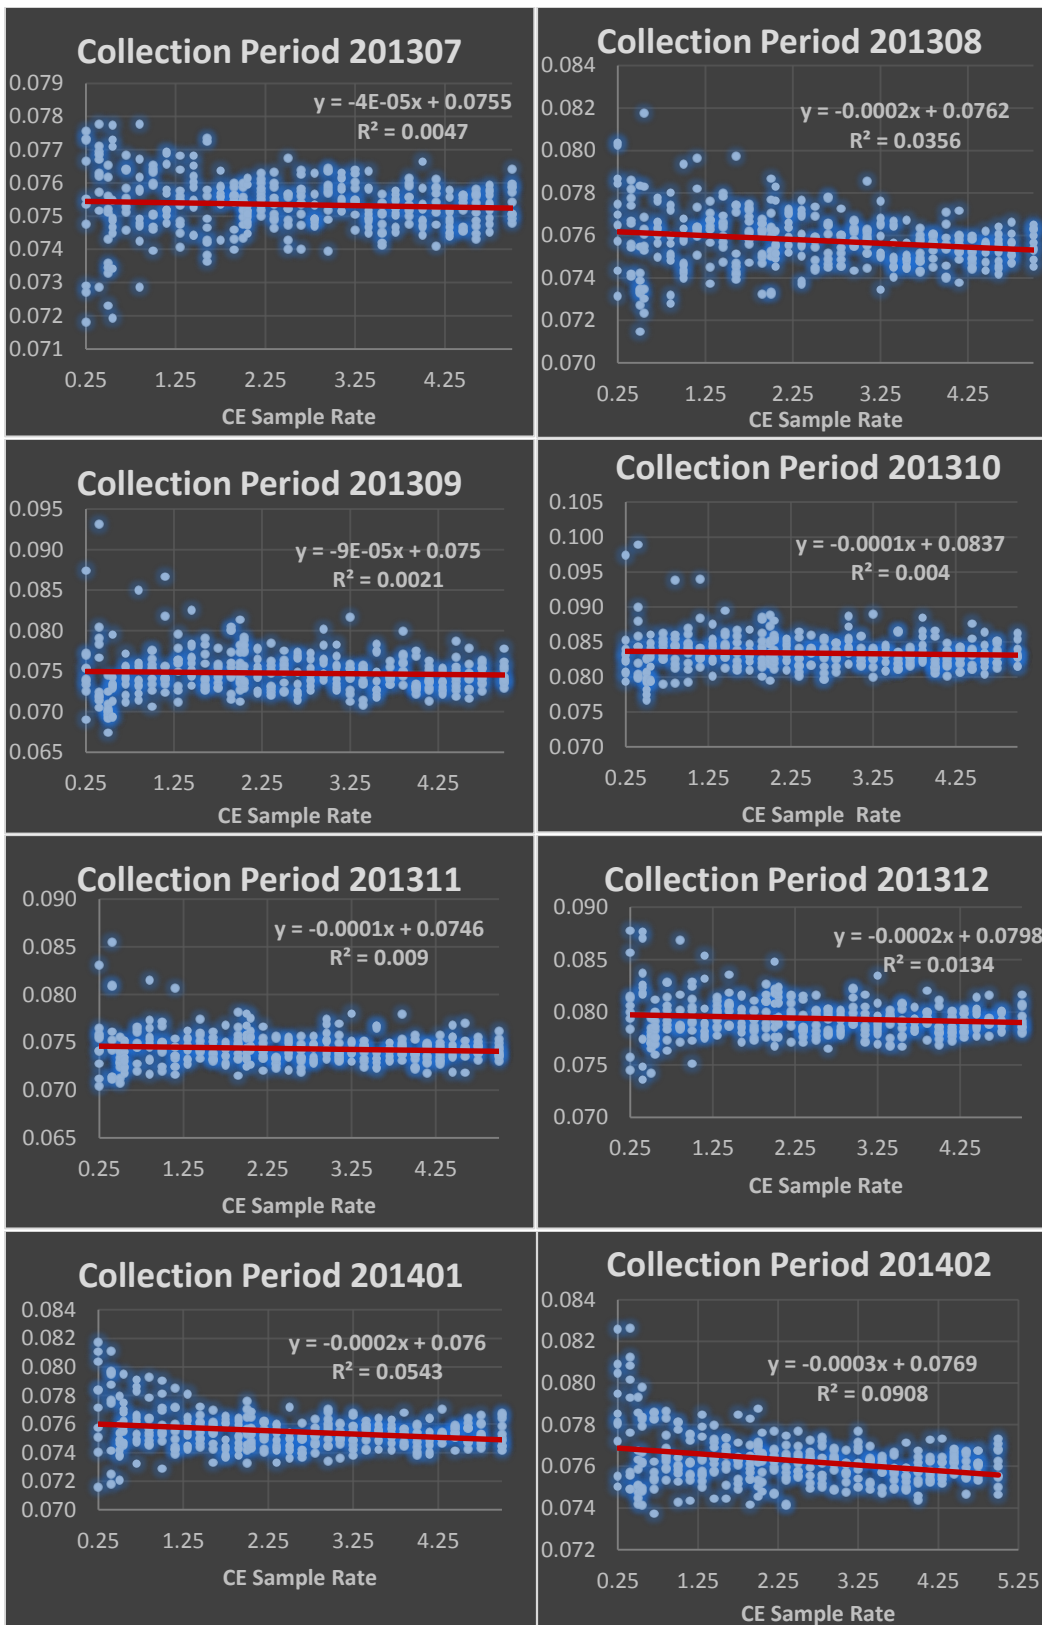 Collection Period 201307
y = -4E-05x + 0.0755
R² = 0.0047
0.079
0.078
0.077
0.076
0.075
0.074
0.073
0.072
0.071
0.25 1.25 2.25 3.25 4.25
CE Sample Rate
Collection Period 201308
y = -0.0002x + 0.0762
R² = 0.0356
0.084
0.082
0.080
0.078
0.076
0.074
0.072
0.070
0.25 1.25 2.25 3.25 4.25
CE Sample Rate
Collection Period 201309
y = -9E-05x + 0.075
R² = 0.0021
0.095
0.090
0.085
0.080
0.075
0.070
0.065
0.25 1.25 2.25 3.25 4.25
CE Sample Rate
Collection Period 201310
y = -0.0001x + 0.0837
R² = 0.004
0.105
0.100
0.095
0.090
0.085
0.080
0.075
0.070
0.25 1.25 2.25 3.25 4.25
CE Sample Rate
Collection Period 201311
y = -0.0001x + 0.0746
R² = 0.009
0.090
0.085
0.080
0.075
0.070
0.065
0.25 1.25 2.25 3.25 4.25
CE Sample Rate
Collection Period 201312
y = -0.0002x + 0.0798
R² = 0.0134
0.090
0.085
0.080
0.075
0.070
0.25 1.25 2.25 3.25 4.25
CE Sample Rate
Collection Period 201401
y = -0.0002x + 0.076
R² = 0.0543
0.084
0.082
0.080
0.078
0.076
0.074
0.072
0.070
0.25 1.25 2.25 3.25 4.25
CE Sample Rate
Collection Period 201402
y = -0.0003x + 0.0769
R² = 0.0908
0.084
0.082
0.080
0.078
0.076
0.074
0.072
0.25 1.25 2.25 3.25 4.25 5.25
CE Sample Rate